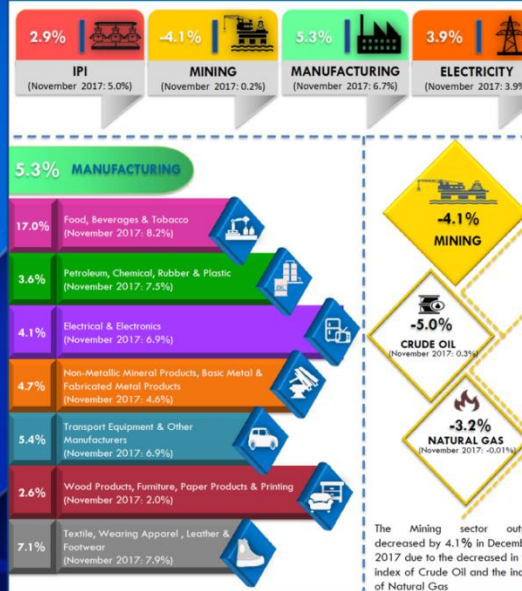 2.9%
-4.1%
5.3%
3.9%
IPI
(November 2017: 5.0%)
MINING
(November 2017: 0.2%)
MANUFACTURING
(November 2017: 6.7%)
ELECTRICITY
(November 2017: 3.9%
5.3% MANUFACTURING
17.0%
Food, Beverages & Tobacco
(November 2017: 8.2%)
3.6%
Petroleum, Chemical, Rubber & Plastic
(November 2017: 7.5%)
4.1%
Electrical & Electronics
(November 2017: 6.9%)
4.7%
Non-Metallic Mineral Products, Basic Metal &
Fabricated Metal Products
(November 2017: 4.6%)
5.4%
Transport Equipment & Other
Manufacturers
(November 2017: 6.9%)
2.6%
Wood Products, Furniture, Paper Products & Printing
(November 2017: 2.0%)
7.1%
Textile, Wearing Apparel , Leather &
Footwear
(November 2017: 7.9%)
-4.1%
MINING
-5.0%
CRUDE OIL
(November 2017: 0.3%)
-3.2%
NATURAL GAS
(November 2017: -0.01%)
The Mining sector out
decreased by 4.1% in Decemb
2017 due to the decreased in
index of Crude Oil and the in
of Natural Gas